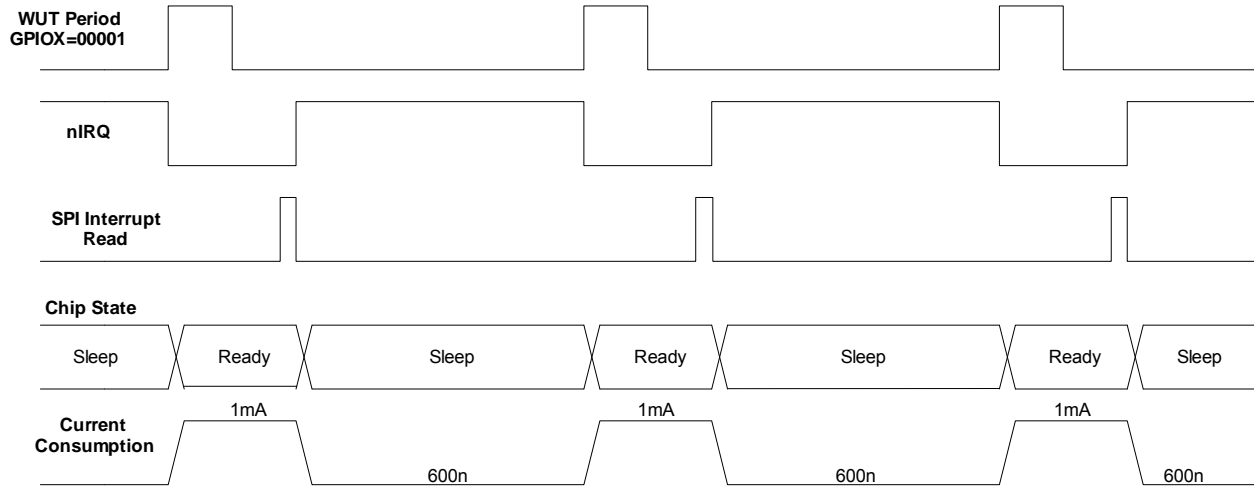 WUT Period
GPIOX=00001
nIRQ
SPI Interrupt
Read
Chip State
Sleep Ready Sleep Ready Sleep Ready Sleep
Current
Consumption
1mA 1mA 1mA
600n 600n 600n